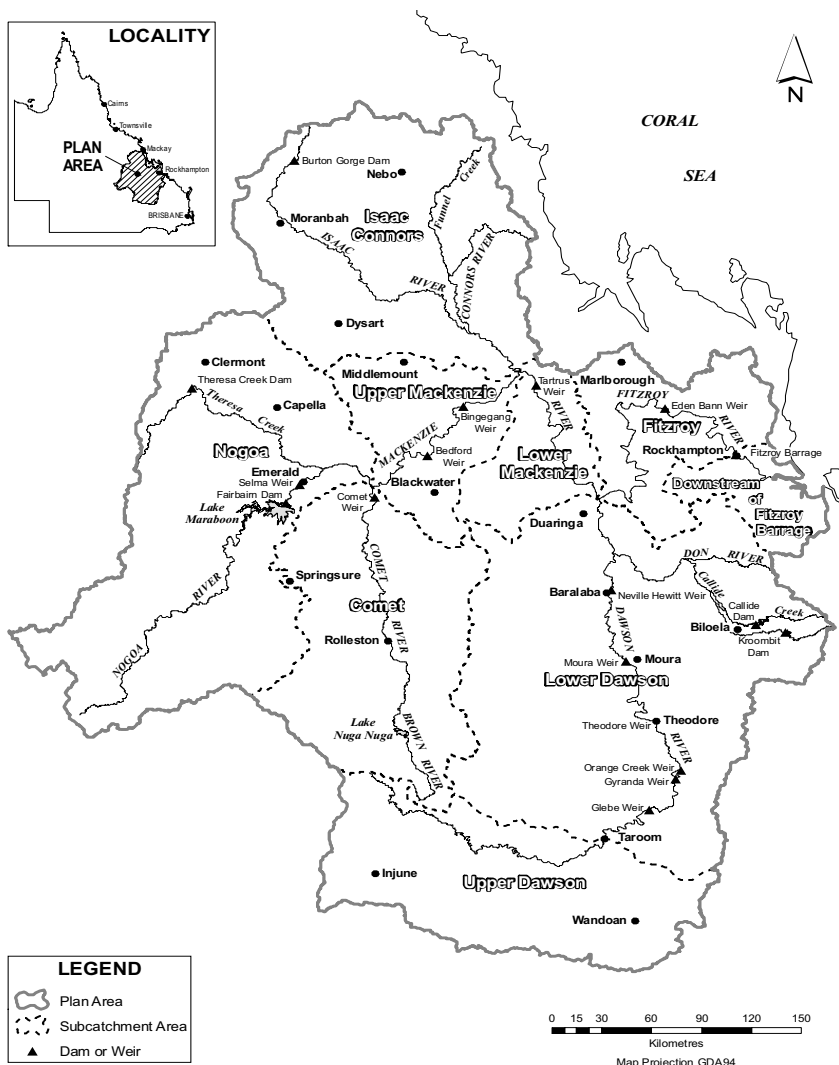 LOCALITY
Cairns
Townsville
PLAN
AREA
Mackay
Rockhampton
BRISBANE
N
CORAL
SEA
Burton Gorge Dam
Nebo
Funnel
Creek
Moranbah
Isaac
Connors
ISAAC
RIVER
CONNORS RIVER
Dysart
Clermont
Middlemount
Tartrus
Weir
Marlborough
Theresa Creek Dam
Upper Mackenzie
Theresa
Creek
Capella
Bingegang
Weir
RIVER
FITZROY
Eden Bann Weir
Fitzroy
RIVER
Nogoa
MACKENZIE
Bedford
Weir
Lower
Mackenzie
Rockhampton
Fitzroy Barrage
Emerald
Selma Weir
Fairbairn Dam
Blackwater
Downstream
of
Fitzroy
Barrage
Lake
Maraboon
Comet
Weir
Duaringa
COMET
RIVER
DON RIVER
Springsure
RIVER
Comet
Baralaba
Neville Hewitt Weir
Callide
Creek
Callide
Dam
Biloela
Kroombit
Dam
DAWSON
Rolleston
NOGOA
Moura Weir
Moura
Lower Dawson
Lake
Nuga Nuga
BROWN
RIVER
Theodore Weir
Theodore
RIVER
Orange Creek Weir
Gyranda Weir
Glebe Weir
Taroom
Injune
Upper Dawson
Wandoan
LEGEND
Plan Area
Subcatchment Area
Dam or Weir
0 15 30 60 90 120 150
Kilometres
Map Projection GDA94